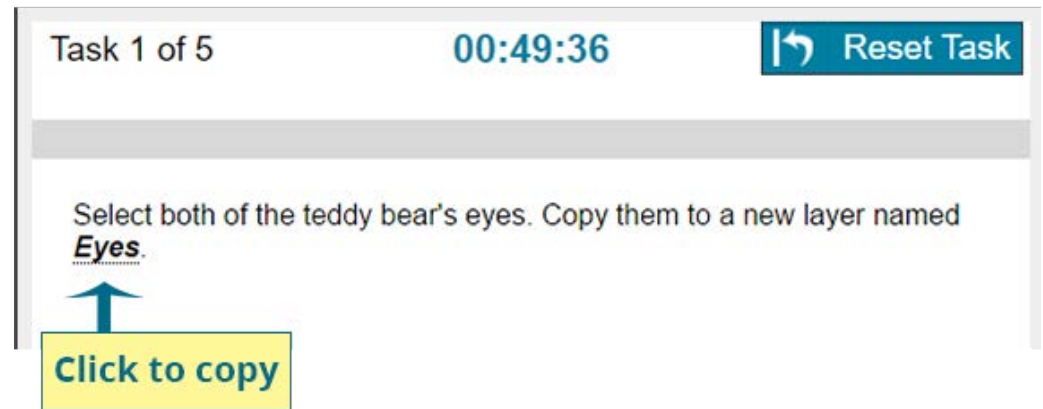 Task 1 of 5 00:49:36 Reset Task
Select both of the teddy bear's eyes. Copy them to a new layer named
Eyes.
Click to copy